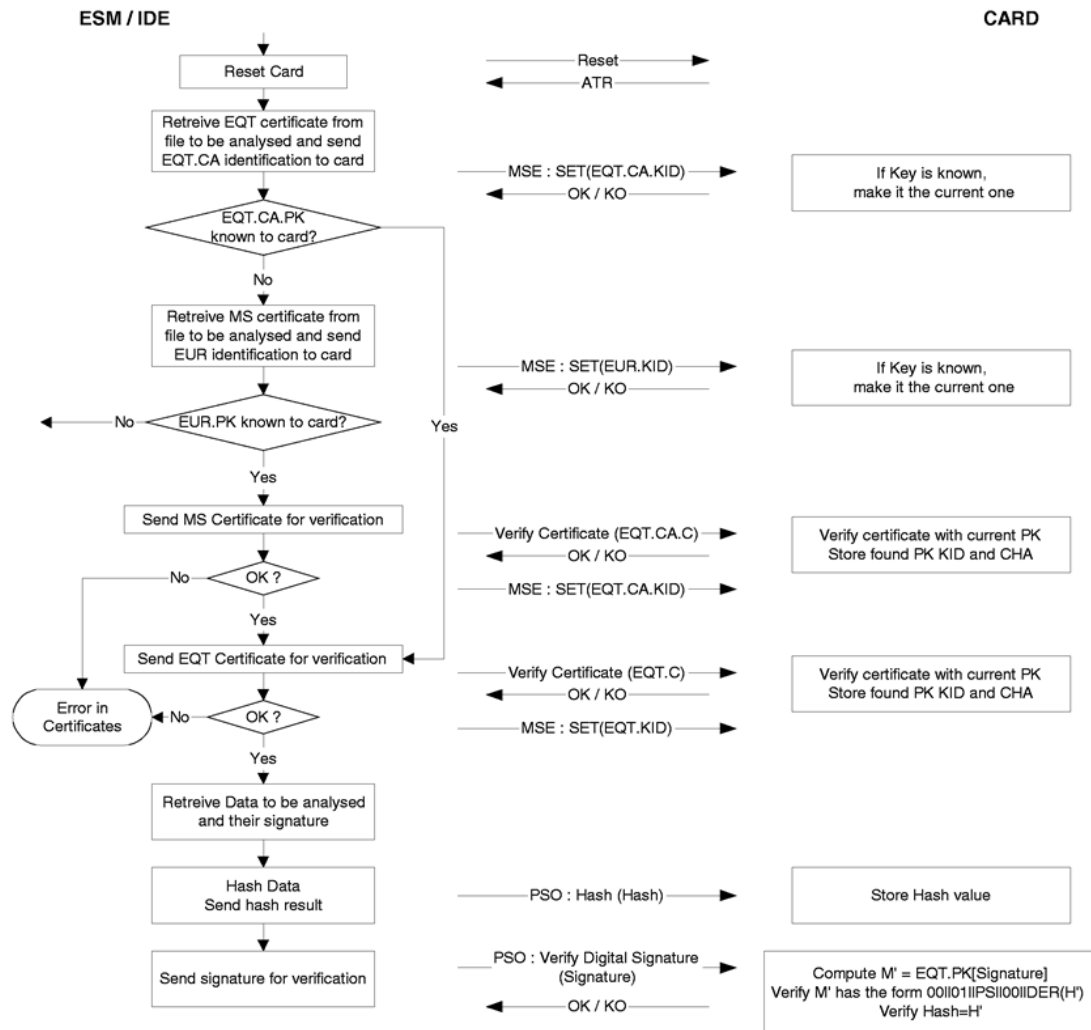 ESM / IDE
CARD
Reset Card
Reset
ATR
Retreive EQT certificate from
file to be analysed and send
EQT.CA identification to card
MSE : SET(EQT.CA.KID)
OK / KO
If Key is known,
make it the current one
EQT.CA.PK
known to card?
No
Yes
Retreive MS certificate from
file to be analysed and send
EUR identification to card
MSE : SET(EUR.KID)
OK / KO
If Key is known,
make it the current one
No
EUR.PK known to card?
Yes
Send MS Certificate for verification
Verify Certificate (EQT.CA.C)
OK / KO
Verify certificate with current PK
Store found PK KID and CHA
No
OK ?
MSE : SET(EQT.CA.KID)
Yes
Send EQT Certificate for verification
Verify Certificate (EQT.C)
OK / KO
Verify certificate with current PK
Store found PK KID and CHA
Error in
Certificates
No
OK ?
MSE : SET(EQT.KID)
Yes
Retreive Data to be analysed
and their signature
Hash Data
Send hash result
PSO : Hash (Hash)
Store Hash value
Send signature for verification
PSO : Verify Digital Signature
(Signature)
OK / KO
Compute M' = EQT.PK[Signature]
Verify M' has the form 00||01||PS||00||DER(H')
Verify Hash=H'